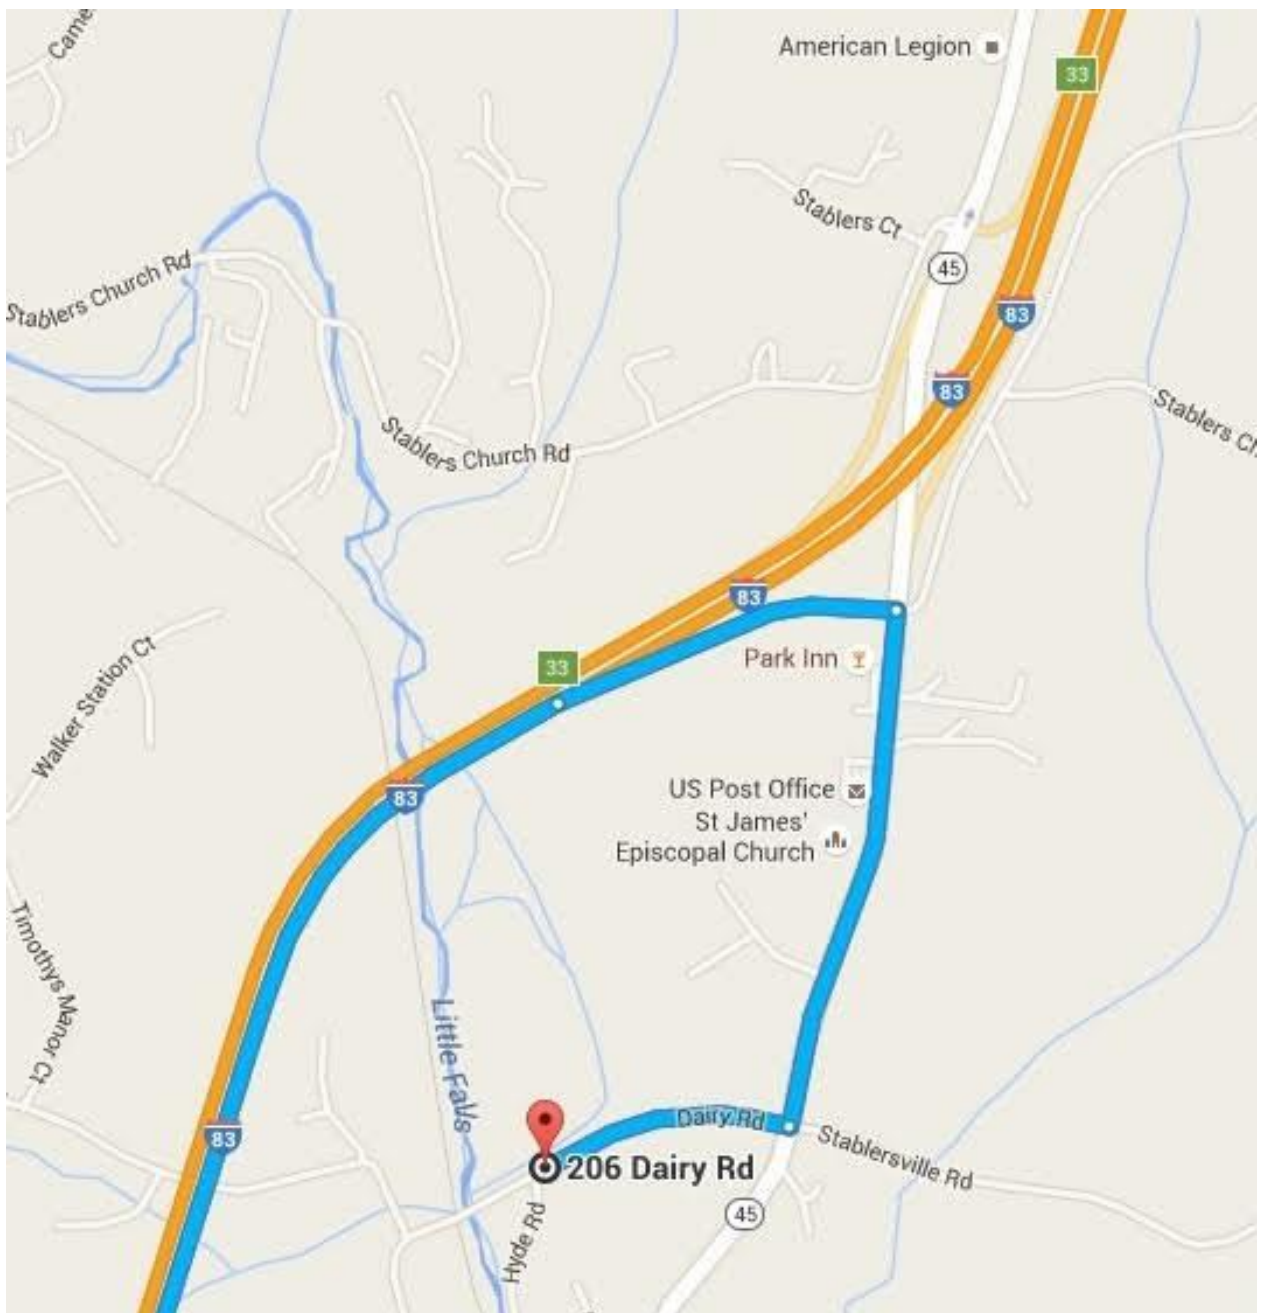 Came
American Legion
33
Stablers Ct
45
Stablers Church Rd
83
83
Stablers Ch
Stablers Church Rd
83
Park Inn
33
Walker Station Ct
83
US Post Office
St James'
Episcopal Church
Timothys Manor Ct
Little Falls
Dairy Rd
83
Stablersville Rd
206 Dairy Rd
45
Hyde Rd